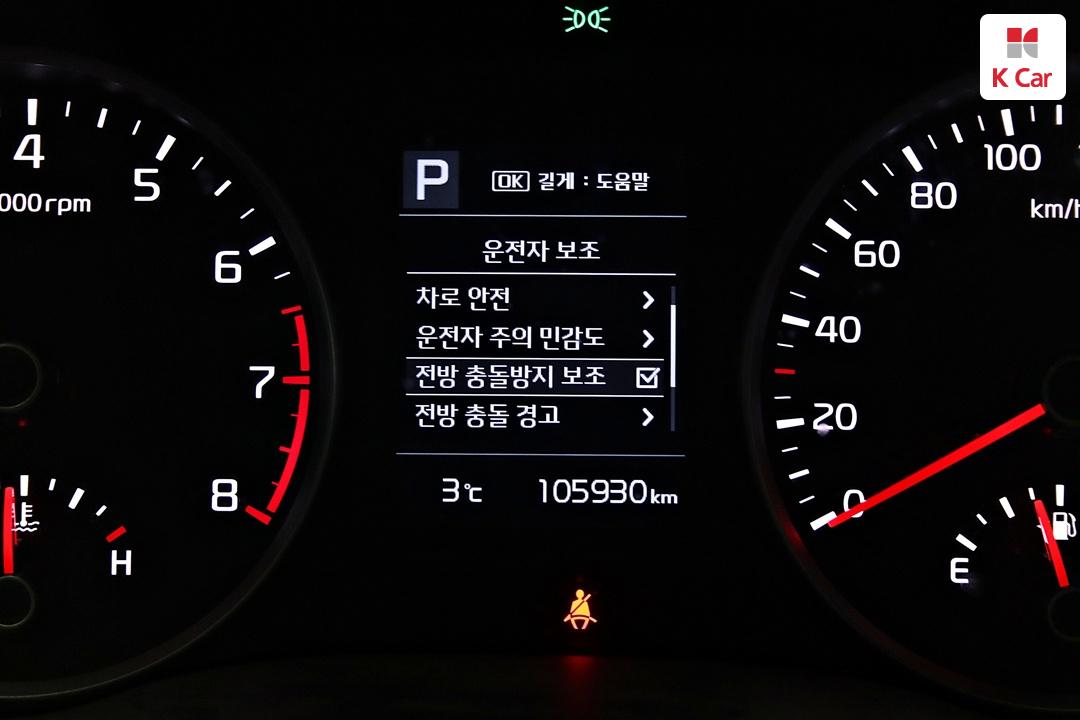 K Car
4
5
6
7
8
000rpm
H
P
OK 길게 : 도움말
운전자 보조
차로 안전
운전자 주의 민감도
전방 충돌방지 보조
전방 충돌 경고
3℃ 105930km
100
80
60
40
20
0
km/h
E